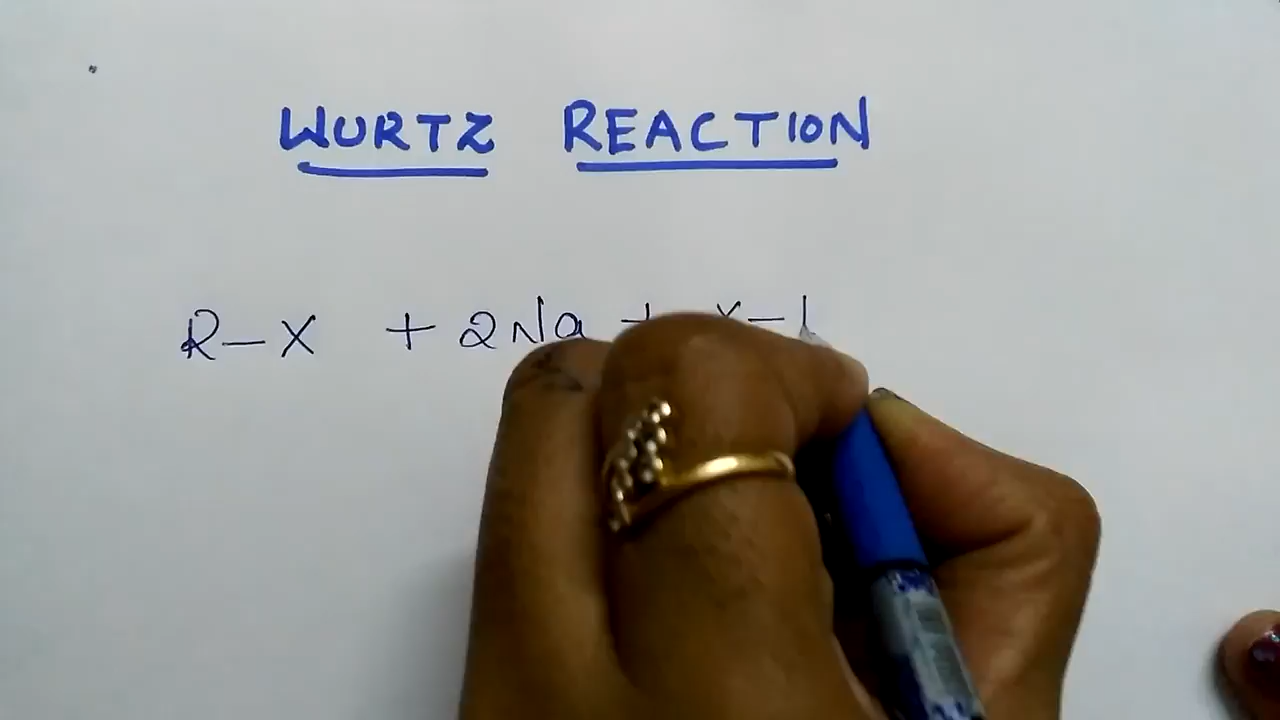 WURTZ REACTION
R-X + 2Na + X-